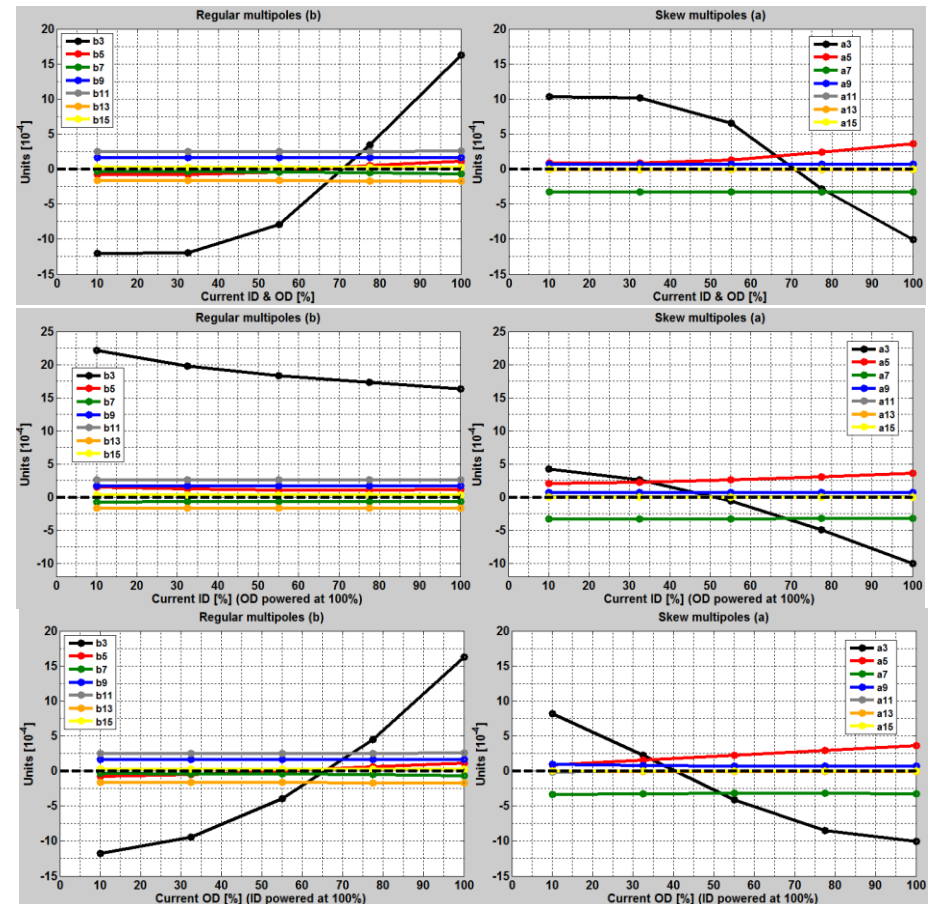 Regular multipoles (b)
20
15
10
5
0
-5
-10
-15
Units [10-4]
b3
b5
b7
b9
b11
b13
b15
0 10 20 30 40 50 60 70 80 90 100
Current ID & OD [%]
Skew multipoles (a)
20
15
10
5
0
-5
-10
-15
Units [10-4]
a3
a5
a7
a9
a11
a13
a15
0 10 20 30 40 50 60 70 80 90 100
Current ID & OD [%]
Regular multipoles (b)
25
20
15
10
5
0
-5
-10
Units [10-4]
b3
b5
b7
b9
b11
b13
b15
0 10 20 30 40 50 60 70 80 90 100
Current ID [%] (OD powered at 100%)
Skew multipoles (a)
25
20
15
10
5
0
-5
-10
Units [10-4]
a3
a5
a7
a9
a11
a13
a15
0 10 20 30 40 50 60 70 80 90 100
Current ID [%] (OD powered at 100%)
Regular multipoles (b)
20
15
10
5
0
-5
-10
-15
Units [10-4]
b3
b5
b7
b9
b11
b13
b15
0 10 20 30 40 50 60 70 80 90 100
Current OD [%] (ID powered at 100%)
Skew multipoles (a)
20
15
10
5
0
-5
-10
-15
Units [10-4]
a3
a5
a7
a9
a11
a13
a15
0 10 20 30 40 50 60 70 80 90 100
Current OD [%] (ID powered at 100%)